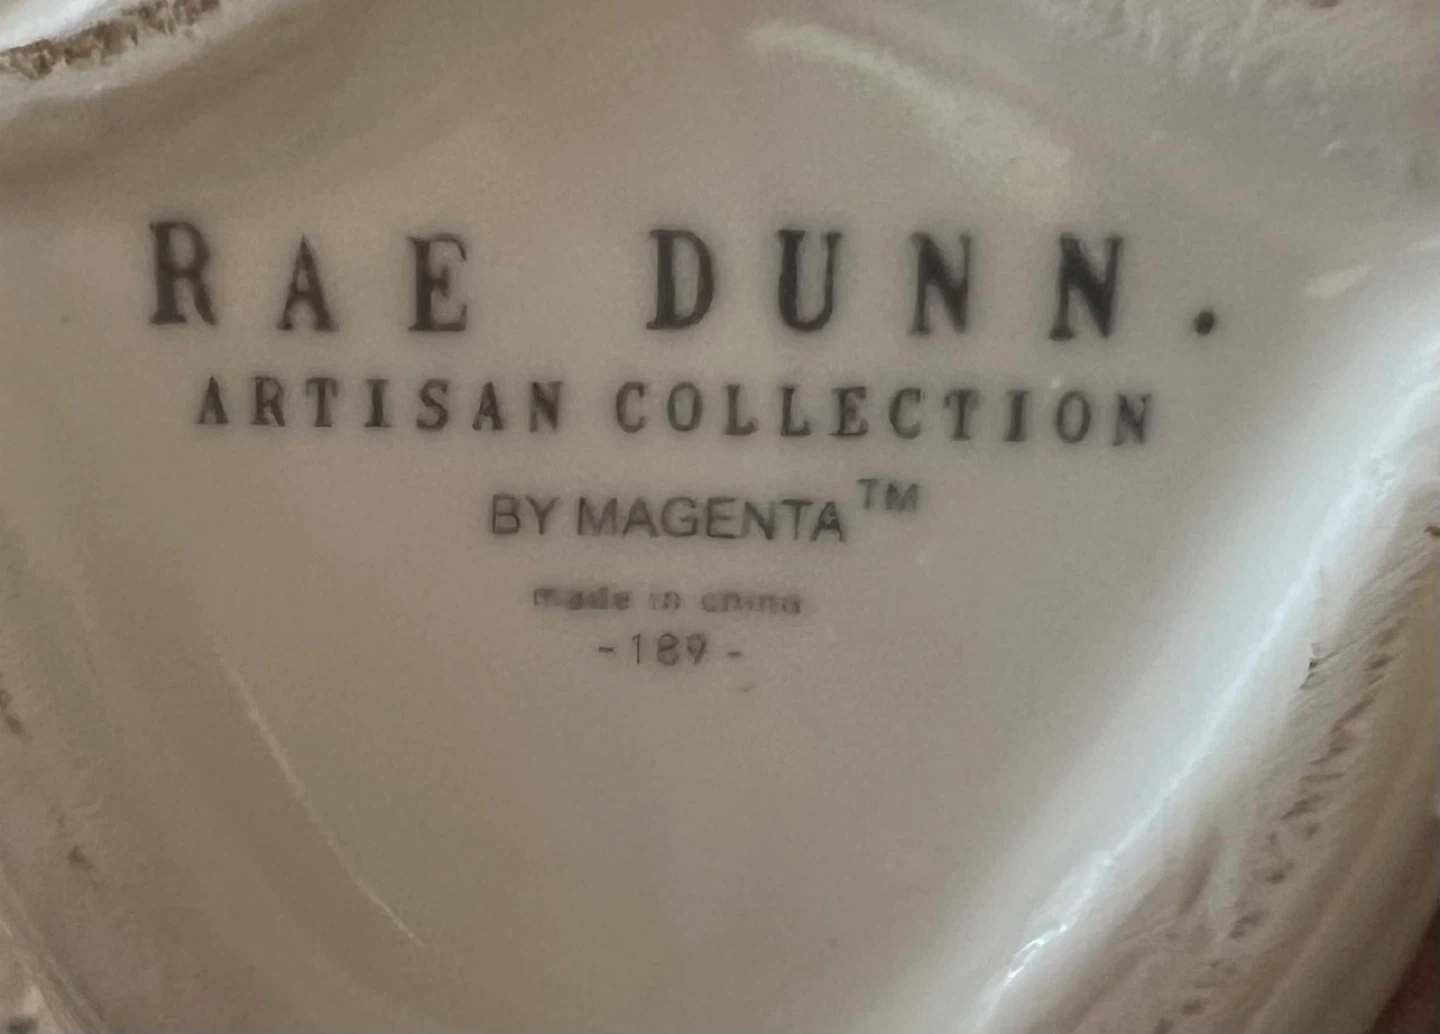 RAE DUNN.
ARTISAN COLLECTION
BY MAGENTA™
made in china
-189-